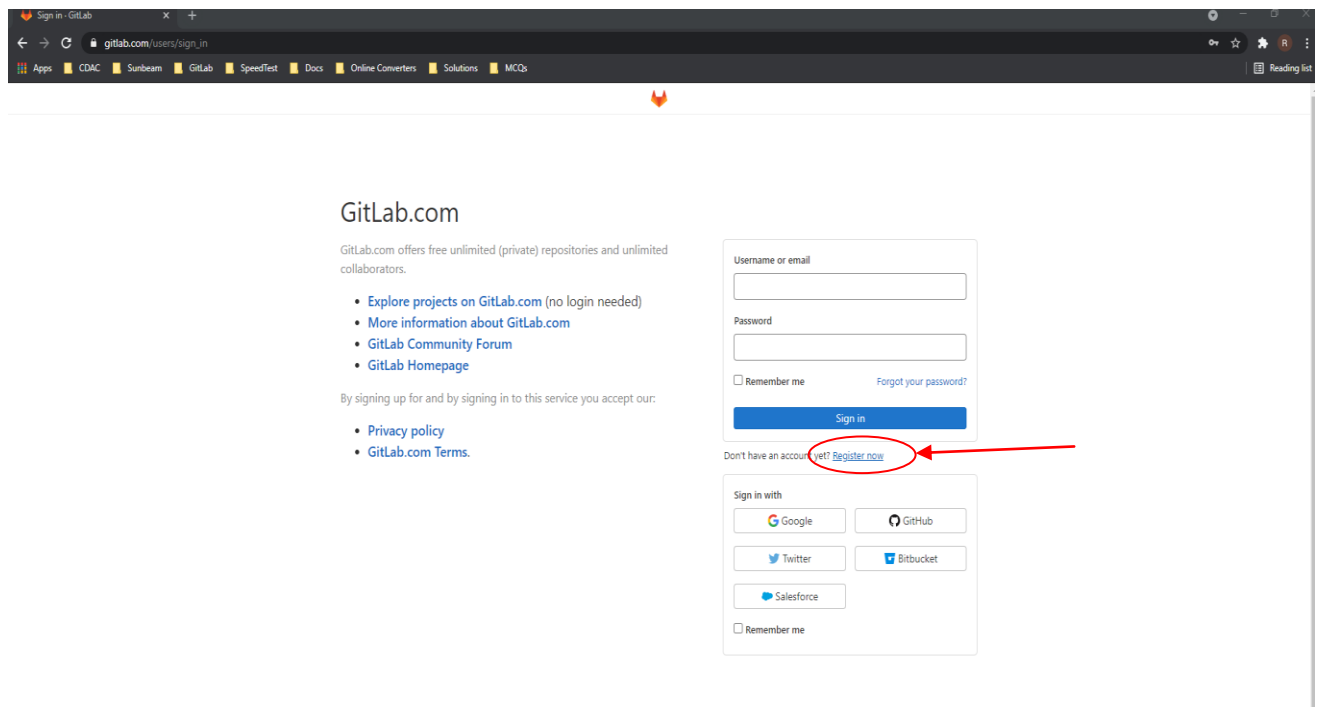 Sign in · GitLab
gitlab.com/users/sign_in
R
Apps CDAC Sunbeam GitLab SpeedTest Docs Online Converters Solutions MCQs Reading list
GitLab.com
GitLab.com offers free unlimited (private) repositories and unlimited
collaborators.
• Explore projects on GitLab.com (no login needed)
• More information about GitLab.com
• GitLab Community Forum
• GitLab Homepage
By signing up for and by signing in to this service you accept our:
• Privacy policy
• GitLab.com Terms.
Username or email
Password
Remember me Forgot your password?
Sign in
Don't have an account yet? Register now
Sign in with
Google GitHub
Twitter Bitbucket
Salesforce
Remember me